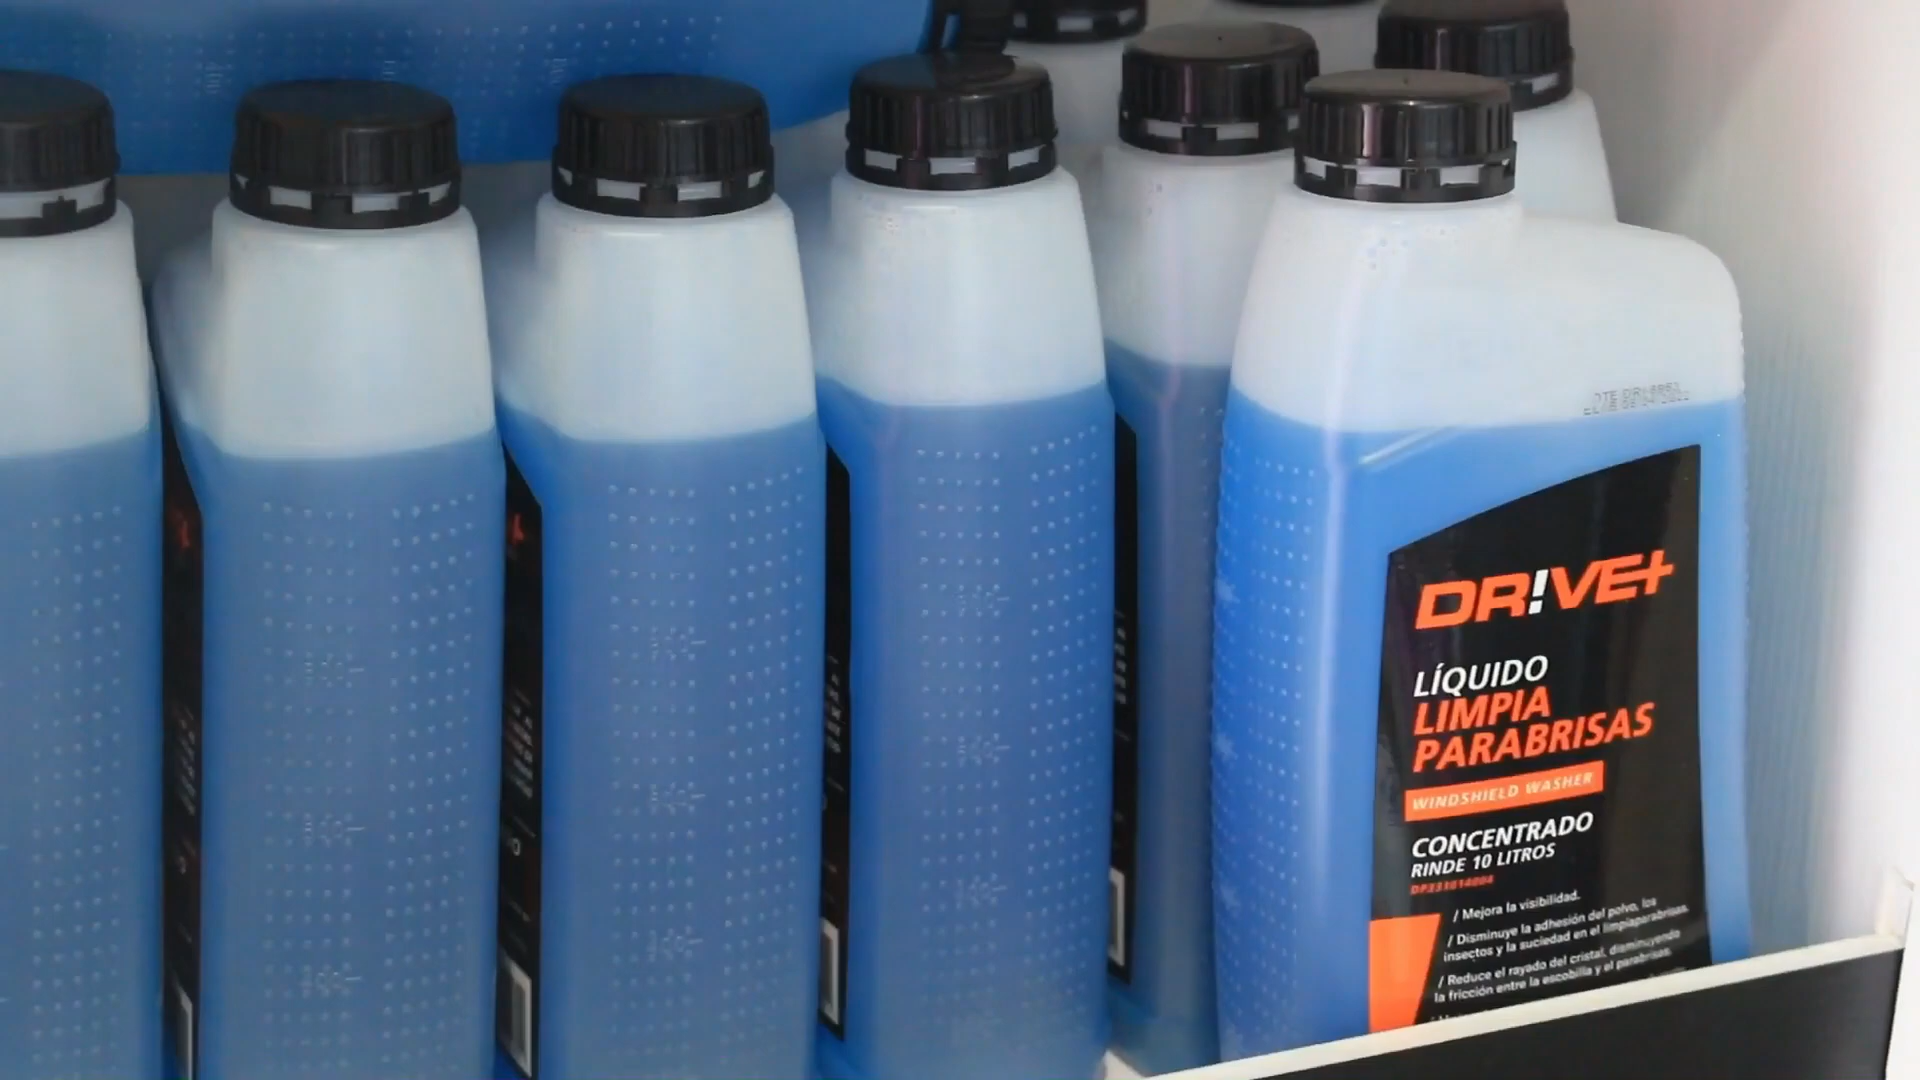 DR!VE+
LÍQUIDO
LIMPIA
PARABRISAS
WINDSHIELD WASHER
CONCENTRADO
RINDE 10 LITROS
DP331014004
/ Mejora la visibilidad.
/ Disminuye la adhesión del polvo, los
insectos y la suciedad en el limpiaparabrisas.
/ Reduce el rayado del cristal, disminuyendo
la fricción entre la escobilla y el parabrisas.